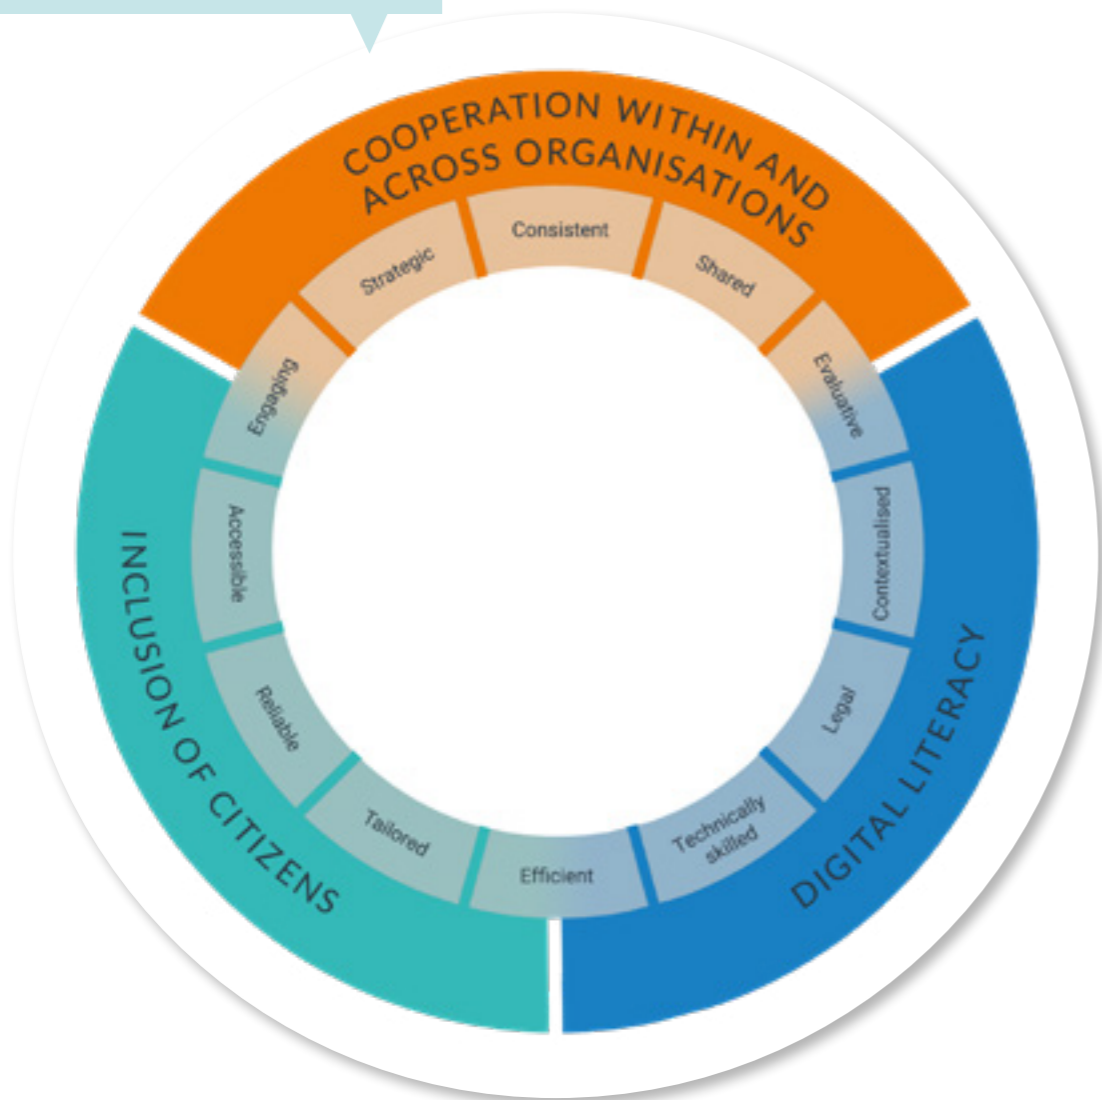 COOPERATION WITHIN AND
ACROSS ORGANISATIONS
Consistent
Shared
Evaluative
Contextualised
Legal
Technically
skilled
Efficient
Tailored
Reliable
Accessible
Engaging
Strategic
DIGITAL LITERACY
INCLUSION OF CITIZENS